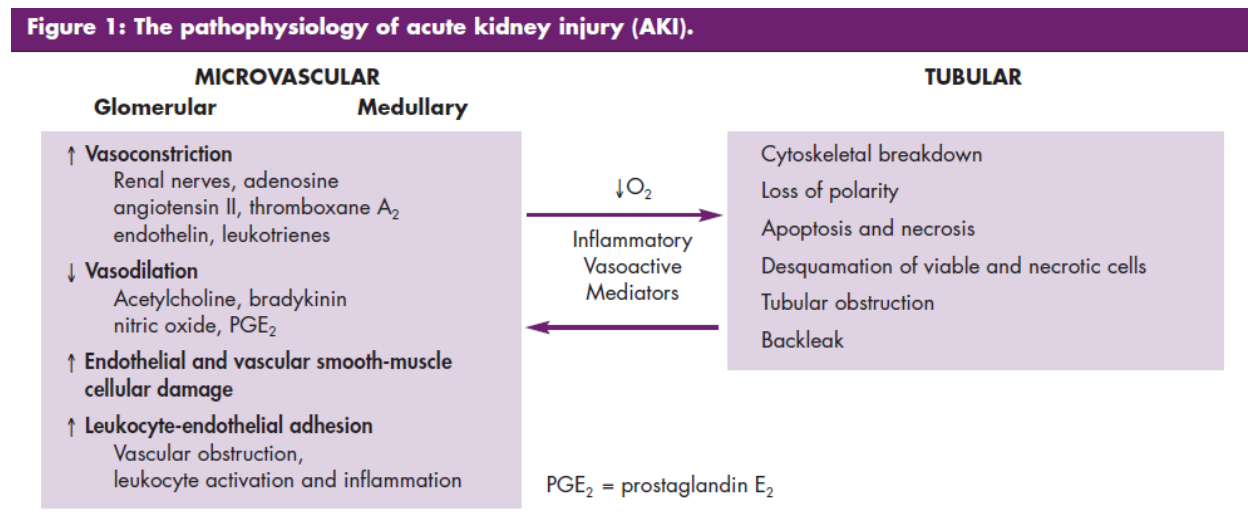 Figure 1: The pathophysiology of acute kidney injury (AKI).
MICROVASCULAR
Glomerular Medullary
↑ Vasoconstriction
Renal nerves, adenosine
angiotensin II, thromboxane A₂
endothelin, leukotrienes
↓ Vasodilation
Acetylcholine, bradykinin
nitric oxide, PGE₂
↑ Endothelial and vascular smooth-muscle
cellular damage
↑ Leukocyte-endothelial adhesion
Vascular obstruction,
leukocyte activation and inflammation
↓O₂
Inflammatory
Vasoactive
Mediators
TUBULAR
Cytoskeletal breakdown
Loss of polarity
Apoptosis and necrosis
Desquamation of viable and necrotic cells
Tubular obstruction
Backleak
PGE₂ = prostaglandin E₂